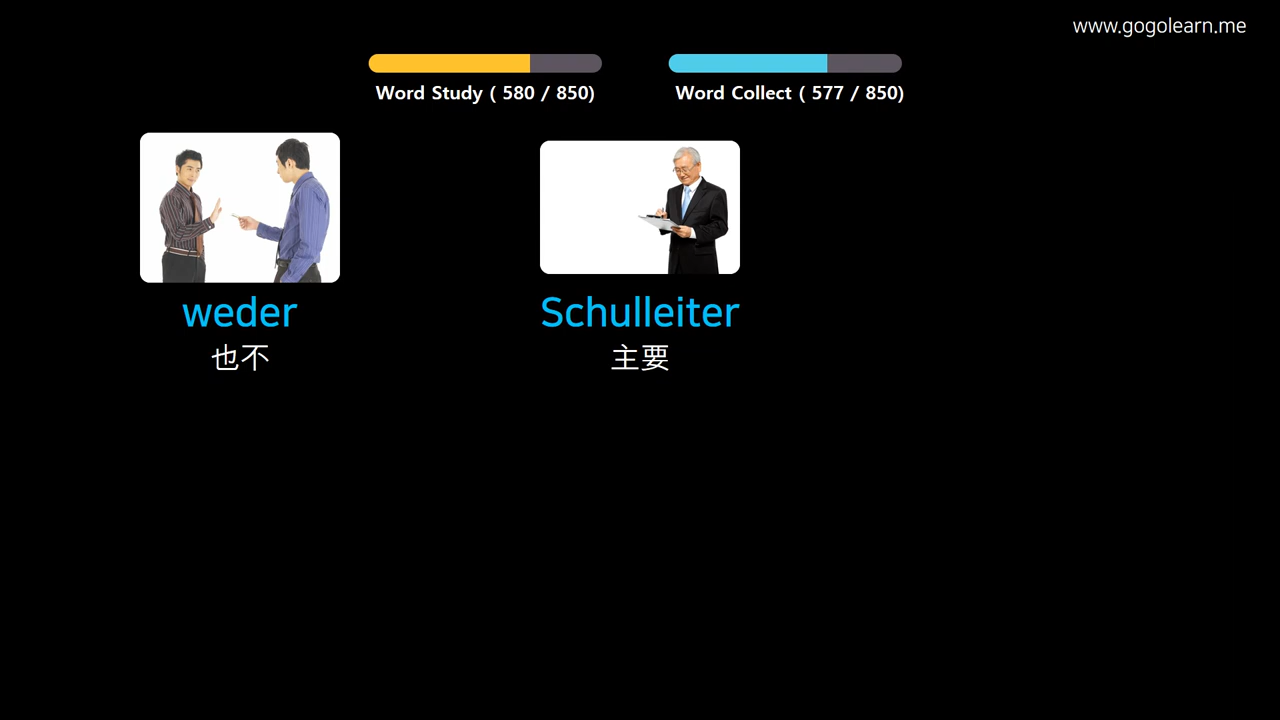 www.gogolearn.me
Word Study ( 580 / 850)
Word Collect ( 577 / 850)
weder
也不
Schulleiter
主要